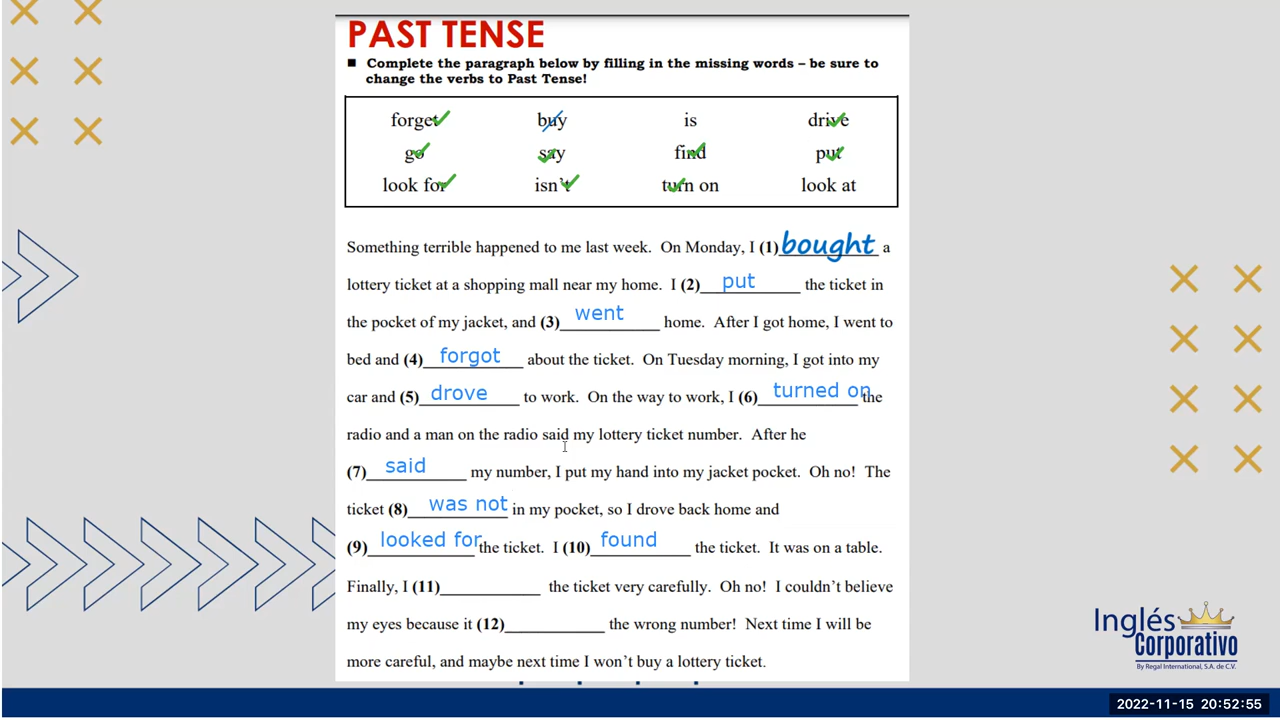 PAST TENSE
■ Complete the paragraph below by filling in the missing words – be sure to
change the verbs to Past Tense!
forget buy is drive
go say find put
look for isn't turn on look at
Something terrible happened to me last week. On Monday, I (1) bought a
lottery ticket at a shopping mall near my home. I (2) put the ticket in
the pocket of my jacket, and (3) went home. After I got home, I went to
bed and (4) forgot about the ticket. On Tuesday morning, I got into my
car and (5) drove to work. On the way to work, I (6) turned on the
radio and a man on the radio said my lottery ticket number. After he
(7) said my number, I put my hand into my jacket pocket. Oh no! The
ticket (8) was not in my pocket, so I drove back home and
(9) looked for the ticket. I (10) found the ticket. It was on a table.
Finally, I (11)____________ the ticket very carefully. Oh no! I couldn't believe
my eyes because it (12)____________ the wrong number! Next time I will be
more careful, and maybe next time I won't buy a lottery ticket.
Inglés
Corporativo
By Regal International, S.A. de C.V.
2022-11-15 20:52:55